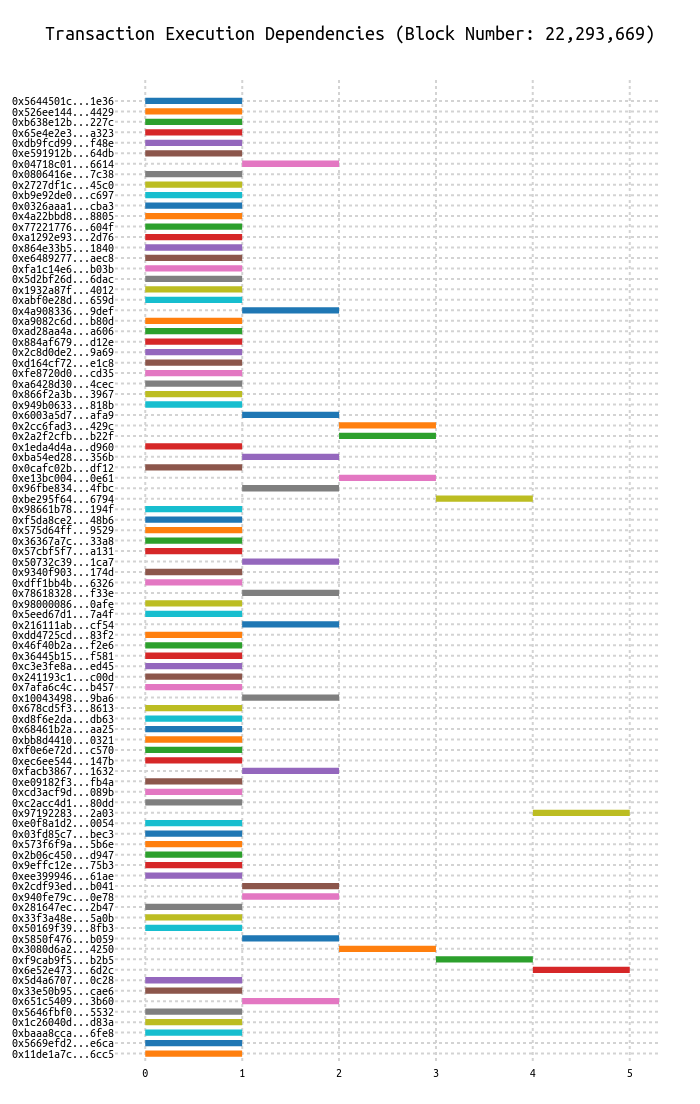 Transaction Execution Dependencies (Block Number: 22,293,669)
0x5644501c...1e36
0x526ee144...4429
0xb638e12b...227c
0x65e4e2e3...a323
0xdb9fcd99...f48e
0xe591912b...64db
0x04718c01...6614
0x0806416e...7c38
0x2727df1c...45c0
0xb9e92de0...c697
0x0326aaa1...cba3
0x4a22bbd8...8805
0x77221776...604f
0xa1292e93...2d76
0x864e33b5...1840
0xe6489277...aec8
0xfa1c14e6...b03b
0x5d2bf26d...6dac
0x1932a87f...4012
0xabf0e28d...659d
0x4a908336...9def
0xa9082c6d...b80d
0xad28aa4a...a606
0x884af679...d12e
0x2c8d0de2...9a69
0xd164cf72...e1c8
0xfe8720d0...cd35
0xa6428d30...4cec
0x866f2a3b...3967
0x949b0633...818b
0x6003a5d7...afa9
0x2cc6fad3...429c
0x2a2f2cfb...b22f
0x1eda4d4a...d960
0xba54ed28...356b
0x0cafc02b...df12
0xe13bc004...0e61
0x96fbe834...4fbc
0xbe295f64...6794
0x98661b78...194f
0xf5da8ce2...48b6
0x575d64ff...9529
0x36367a7c...33a8
0x57cbf5f7...a131
0x50732c39...1ca7
0x9340f903...174d
0xdff1bb4b...6326
0x78618328...f33e
0x98000086...0afe
0x5eed67d1...7a4f
0x216111ab...cf54
0xdd4725cd...83f2
0x46f40b2a...f2e6
0x36445b15...f581
0xc3e3fe8a...ed45
0x241193c1...c00d
0x7afa6c4c...b457
0x10043498...9ba6
0x678cd5f3...8613
0xd8f6e2da...db63
0x68461b2a...aa25
0xbb8d4410...0321
0xf0e6e72d...c570
0xec6ee544...147b
0xfacb3867...1632
0xe09182f3...fb4a
0xcd3acf9d...089b
0xc2acc4d1...80dd
0x97192283...2a03
0xe0f8a1d2...0054
0x03fd85c7...bec3
0x573f6f9a...5b6e
0x2b06c450...d947
0x9effc12e...75b3
0xee399946...61ae
0x2cdf93ed...b041
0x940fe79c...0e78
0x281647ec...2b47
0x33f3a48e...5a0b
0x50169f39...8fb3
0x5850f476...b059
0x3080d6a2...4250
0xf9cab9f5...b2b5
0x6e52e473...6d2c
0x5d4a6707...0c28
0x33e50b95...cae6
0x651c5409...3b60
0x5646fbf0...5532
0x1c26040d...d83a
0xbaaa8cca...6fe8
0x5669efd2...e6ca
0x11de1a7c...6cc5
0 1 2 3 4 5